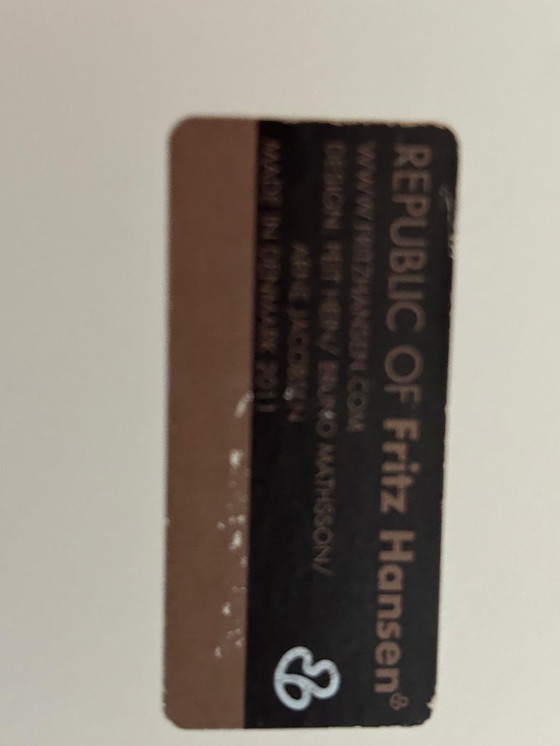 REPUBLIC OF Fritz Hansen®
WWW.FRITZHANSEN.COM
DESIGN: PIET HEIN/ BRUNO MATHSSON/
ARNE JACOBSEN
MADE IN DENMARK 2011